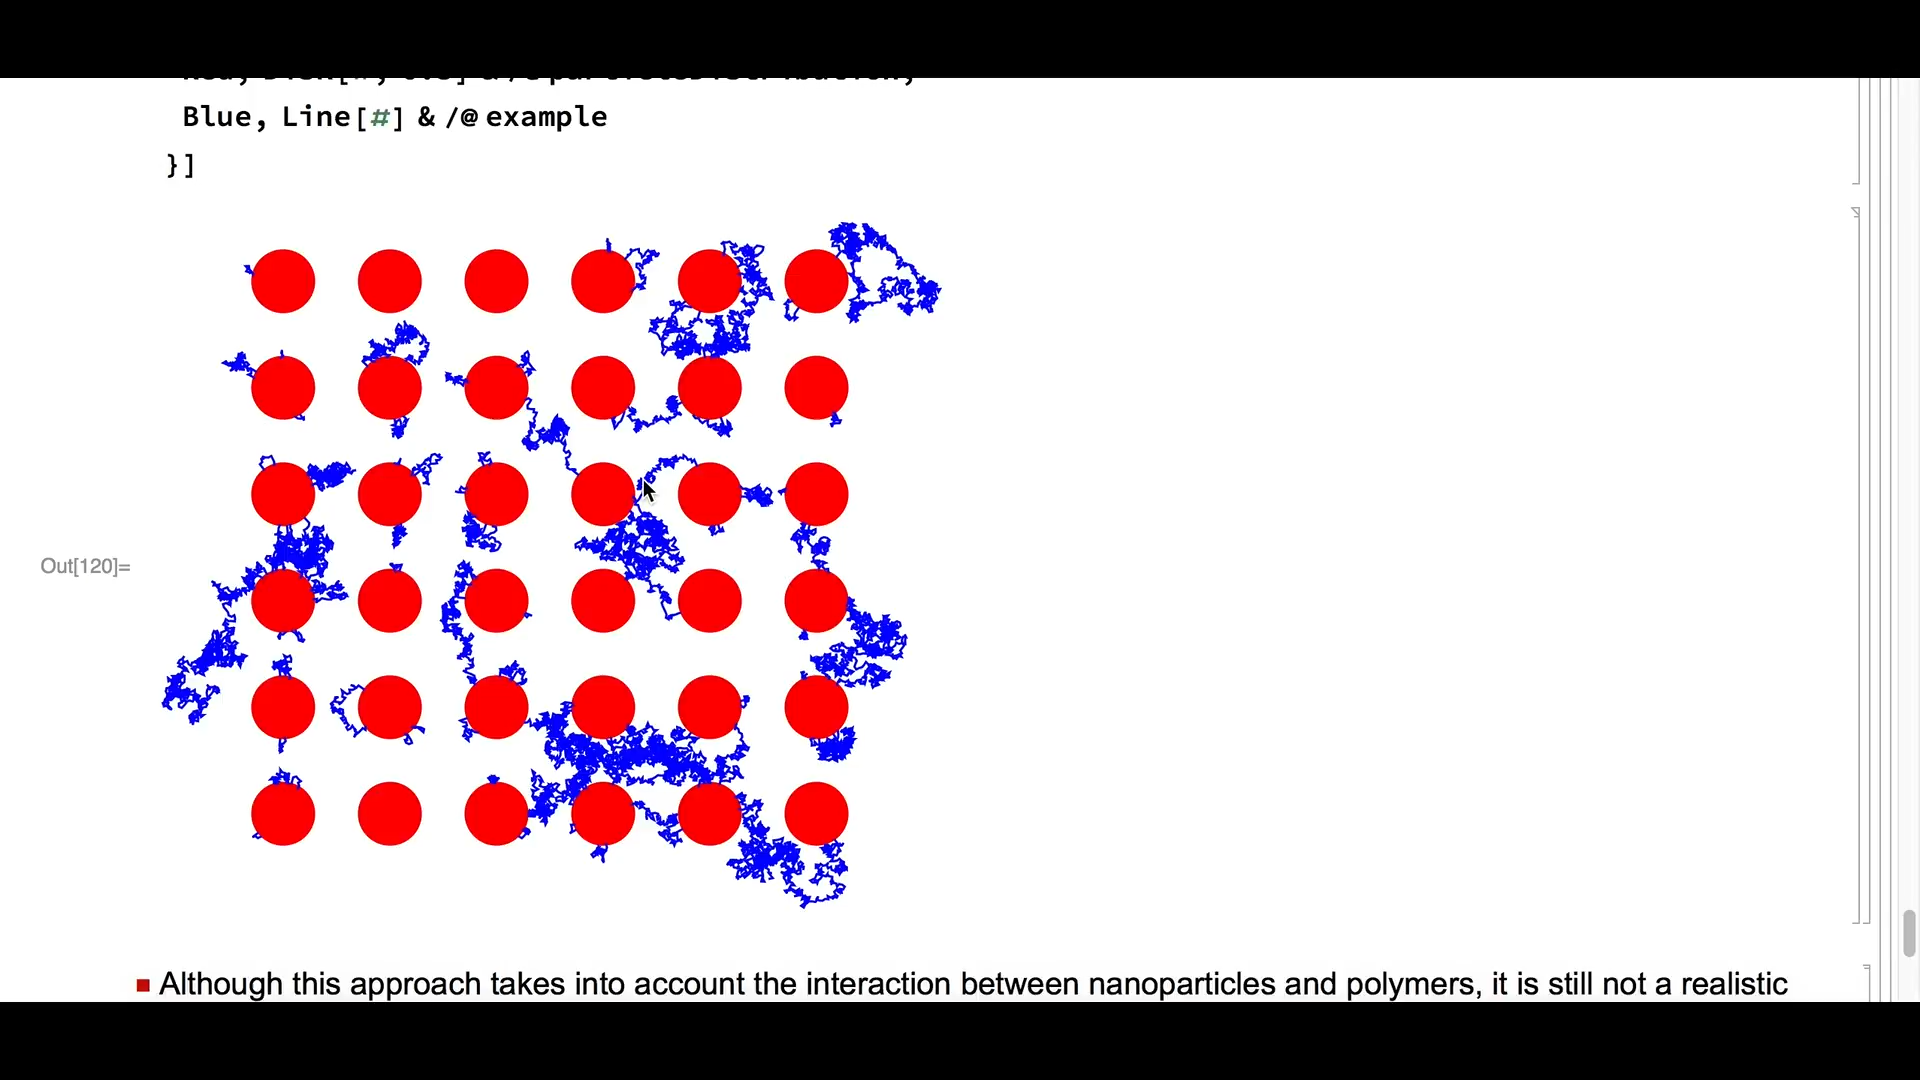 Blue, Line[#] & /@ example
}]
Out[120]=
Although this approach takes into account the interaction between nanoparticles and polymers, it is still not a realistic